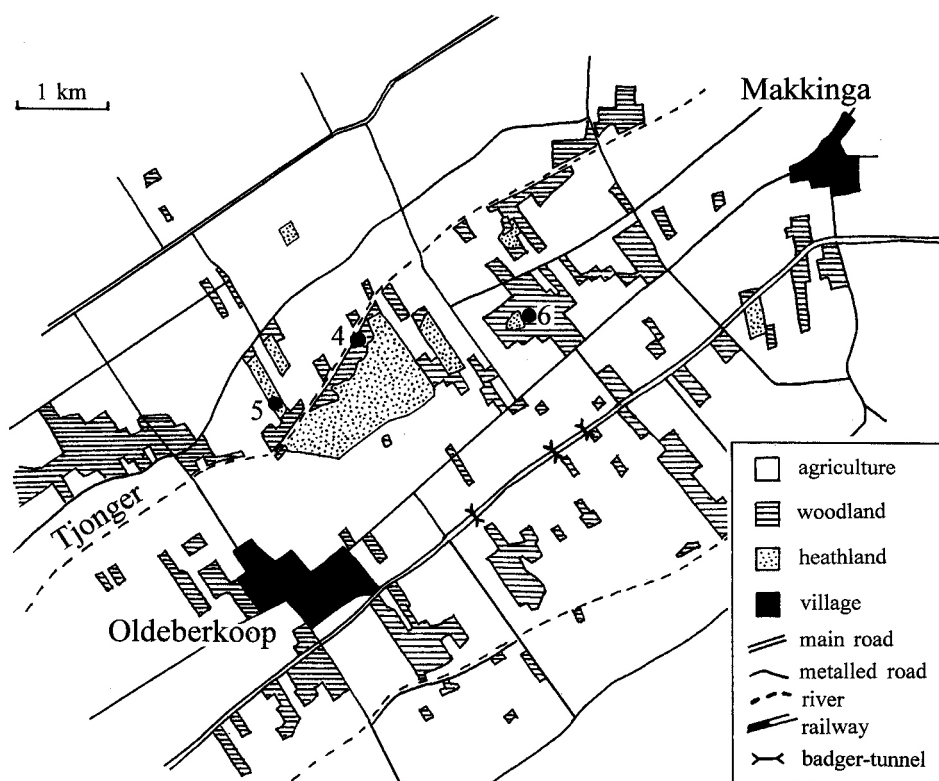 1 km
Makkinga
4
6
5
Tjonger
Oldeberkoop
agriculture
woodland
heathland
village
main road
metalled road
river
railway
badger-tunnel